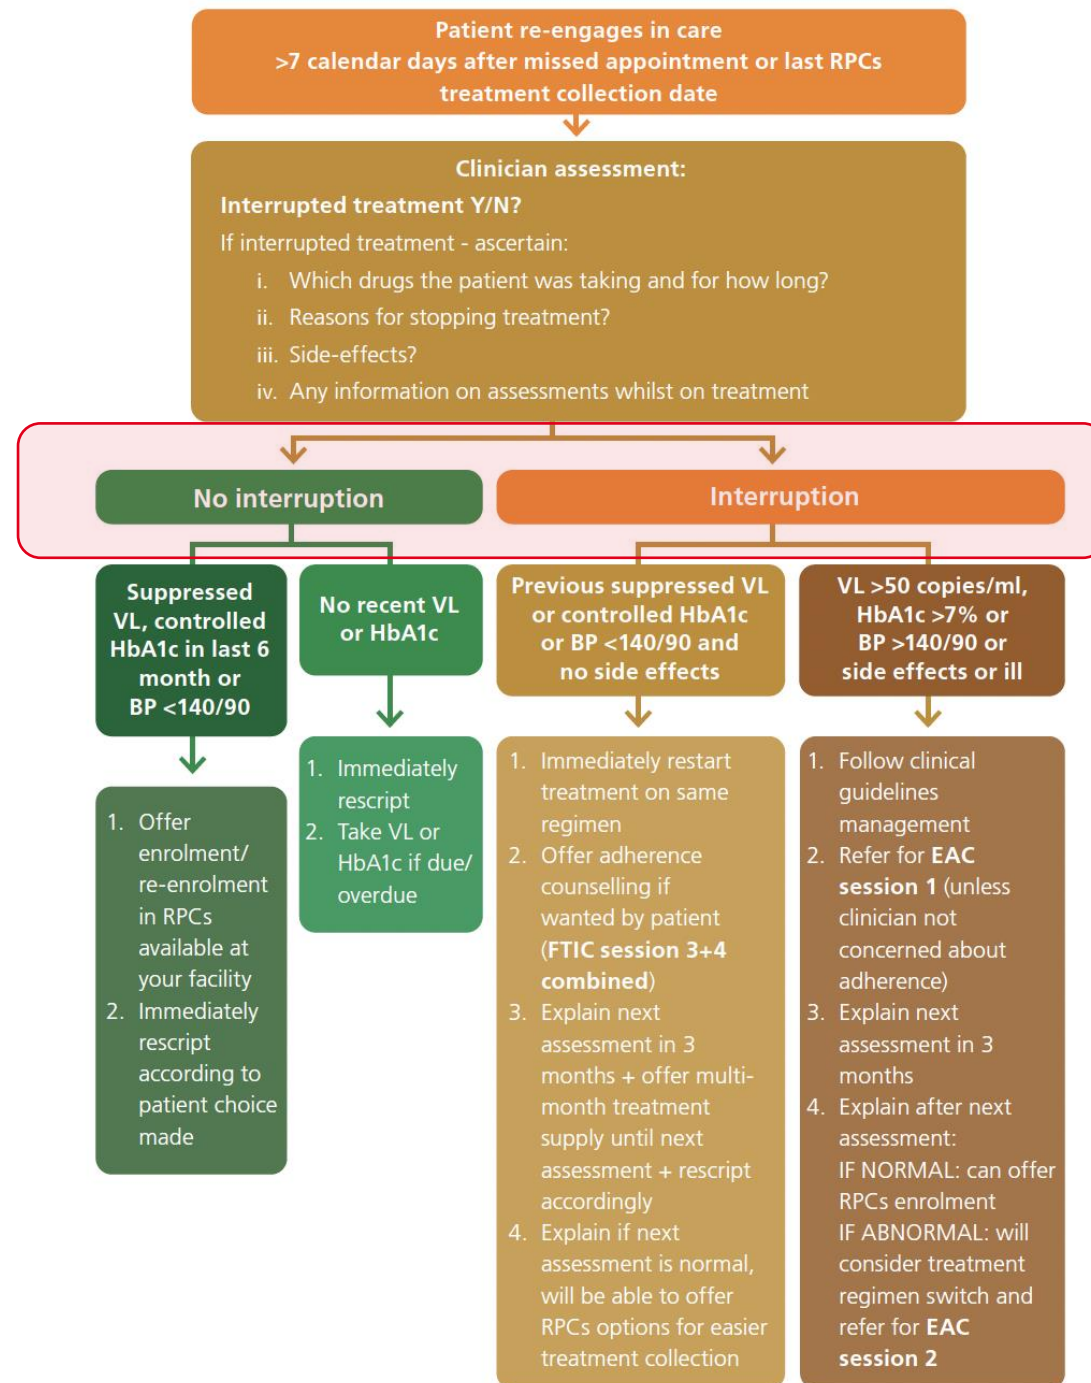 Patient re-engages in care
>7 calendar days after missed appointment or last RPCs
treatment collection date
Clinician assessment:
Interrupted treatment Y/N?
If interrupted treatment - ascertain:
i. Which drugs the patient was taking and for how long?
ii. Reasons for stopping treatment?
iii. Side-effects?
iv. Any information on assessments whilst on treatment
No interruption
Interruption
Suppressed
VL, controlled
HbA1c in last 6
month or
BP <140/90
No recent VL
or HbA1c
Previous suppressed VL
or controlled HbA1c
or BP <140/90 and
no side effects
VL >50 copies/ml,
HbA1c >7% or
BP >140/90 or
side effects or ill
1. Offer
enrolment/
re-enrolment
in RPCs
available at
your facility
2. Immediately
rescript
according to
patient choice
made
1. Immediately
rescript
2. Take VL or
HbA1c if due/
overdue
1. Immediately restart
treatment on same
regimen
2. Offer adherence
counselling if
wanted by patient
(FTIC session 3+4
combined)
3. Explain next
assessment in 3
months + offer multi-
month treatment
supply until next
assessment + rescript
accordingly
4. Explain if next
assessment is normal,
will be able to offer
RPCs options for easier
treatment collection
1. Follow clinical
guidelines
management
2. Refer for EAC
session 1 (unless
clinician not
concerned about
adherence)
3. Explain next
assessment in 3
months
4. Explain after next
assessment:
IF NORMAL: can offer
RPCs enrolment
IF ABNORMAL: will
consider treatment
regimen switch and
refer for EAC
session 2